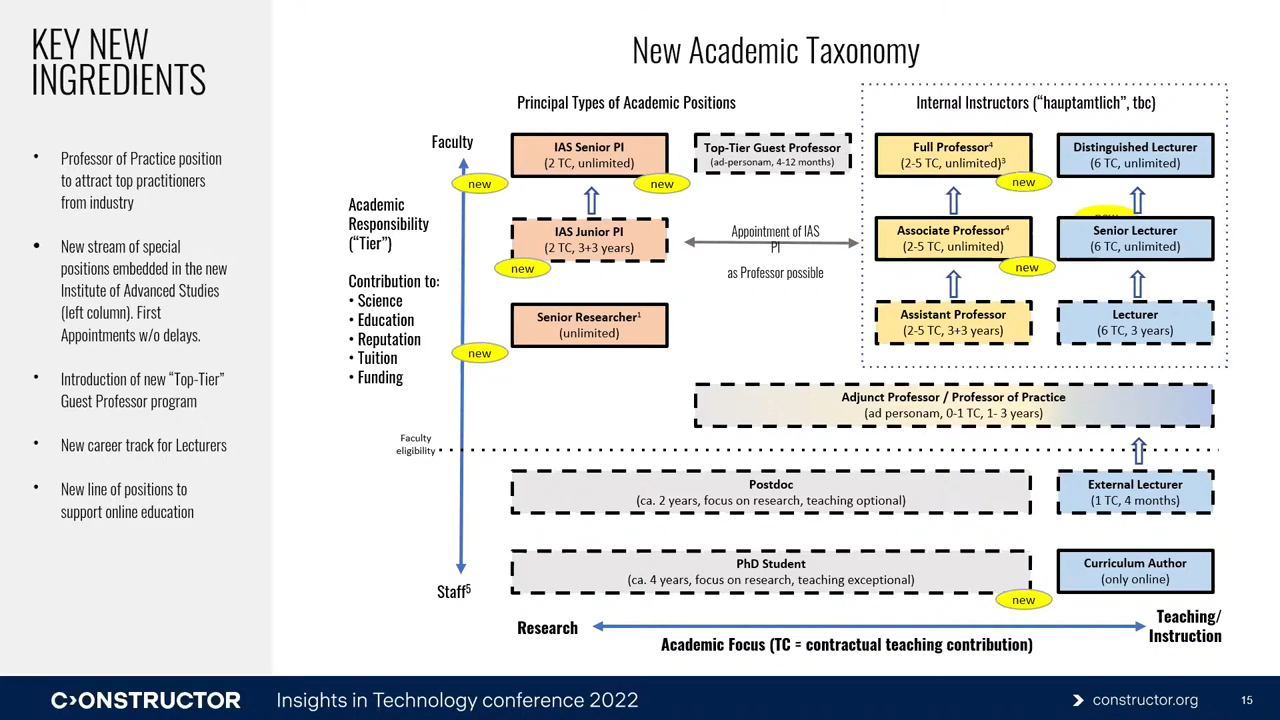 KEY NEW
INGREDIENTS
• Professor of Practice position
to attract top practitioners
from industry
• New stream of special
positions embedded in the new
Institute of Advanced Studies
(left column). First
Appointments w/o delays.
• Introduction of new “Top-Tier”
Guest Professor program
• New career track for Lecturers
• New line of positions to
support online education
New Academic Taxonomy
Principal Types of Academic Positions
Internal Instructors (“hauptamtlich”, tbc)
Faculty
Academic
Responsibility
(“Tier”)
Contribution to:
• Science
• Education
• Reputation
• Tuition
• Funding
Faculty
eligibility
Staff⁵
IAS Senior PI
(2 TC, unlimited)
new
Top-Tier Guest Professor
(ad-personam, 4-12 months)
new
Full Professor⁴
(2-5 TC, unlimited)³
new
Distinguished Lecturer
(6 TC, unlimited)
IAS Junior PI
(2 TC, 3+3 years)
new
Appointment of IAS
PI
as Professor possible
Associate Professor⁴
(2-5 TC, unlimited)
new
new
Senior Lecturer
(6 TC, unlimited)
Senior Researcher¹
(unlimited)
new
Assistant Professor
(2-5 TC, 3+3 years)
Lecturer
(6 TC, 3 years)
Adjunct Professor / Professor of Practice
(ad personam, 0-1 TC, 1- 3 years)
Postdoc
(ca. 2 years, focus on research, teaching optional)
External Lecturer
(1 TC, 4 months)
PhD Student
(ca. 4 years, focus on research, teaching exceptional)
new
Curriculum Author
(only online)
Research
Teaching/
Instruction
Academic Focus (TC = contractual teaching contribution)
C>ONSTRUCTOR
Insights in Technology conference 2022
constructor.org
15